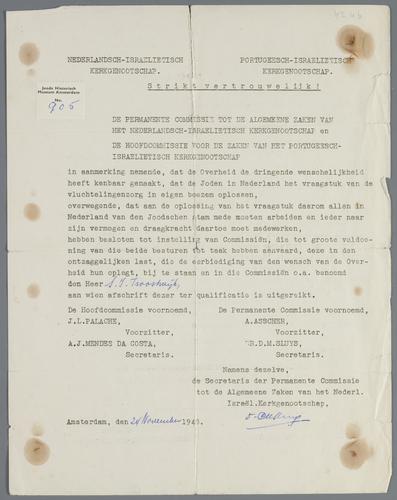 NEDERLANDSCH-ISRAELIETISCH
KERKGENOOTSCHAP.
PORTUGEESCH-ISRAELIETISCH
KERKGENOOTSCHAP.
Strikt vertrouwelijk!
Joods Historisch
Museum Amsterdam
No.
905
DE PERMANENTE COMMISSIE TOT DE ALGEMEENE ZAKEN VAN
HET NEDERLANDSCH-ISRAELIETISCH KERKGENOOTSCHAP en
DE HOOFDCOMMISSIE VOOR DE ZAKEN VAN HET PORTUGEESCH-
ISRAELIETISCH KERKGENOOTSCHAP
in aanmerking nemende, dat de Overheid de dringende wenschelijkheid
heeft kenbaar gemaakt, dat de Joden in Nederland het vraagstuk van de
vluchtelingenzorg in eigen boezem oplossen,
overwegende, dat aan de oplossing van het vraagstuk daarom allen in
Nederland van den Joodschen stam mede moeten arbeiden en ieder naar
zijn vermogen en draagkracht daartoe moet medewerken,
hebben besloten tot instelling van Commissiën, die tot groote voldoe-
ning van die beide besturen tot taak hebben aanvaard, deze in den
ontzaggelijken last, die de eerbiediging van den wensch van de Over-
heid hun oplegt, bij te staan en in die Commissiën o.a. benoemd
den Heer
aan wien afschrift dezer ter qualificatie is uitgereikt.
De Hoofdcommissie voornoemd,
J.L.PALACHE,
Voorzitter,
A.J.MENDES DA COSTA,
Secretaris.
De Permanente Commissie voornoemd,
A.ASSCHER,
Voorzitter,
DR.D.M.SLUYS,
Secretaris.
Namens dezelve,
de Secretaris der Permanente Commissie
tot de Algemeene Zaken van het Nederl.
Israël.Kerkgenootschap,
Amsterdam, den 24 November 1940.